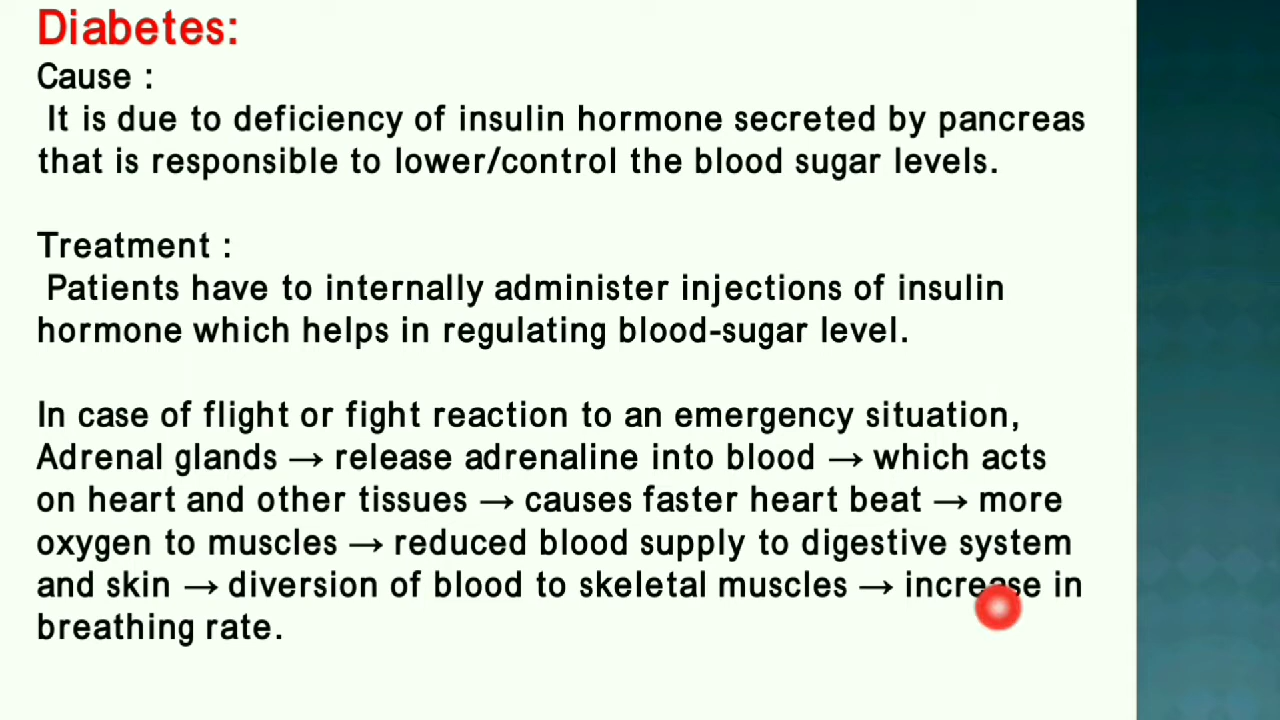 Diabetes:
Cause :
It is due to deficiency of insulin hormone secreted by pancreas
that is responsible to lower/control the blood sugar levels.
Treatment :
Patients have to internally administer injections of insulin
hormone which helps in regulating blood-sugar level.
In case of flight or fight reaction to an emergency situation,
Adrenal glands → release adrenaline into blood → which acts
on heart and other tissues → causes faster heart beat → more
oxygen to muscles → reduced blood supply to digestive system
and skin → diversion of blood to skeletal muscles → increase in
breathing rate.